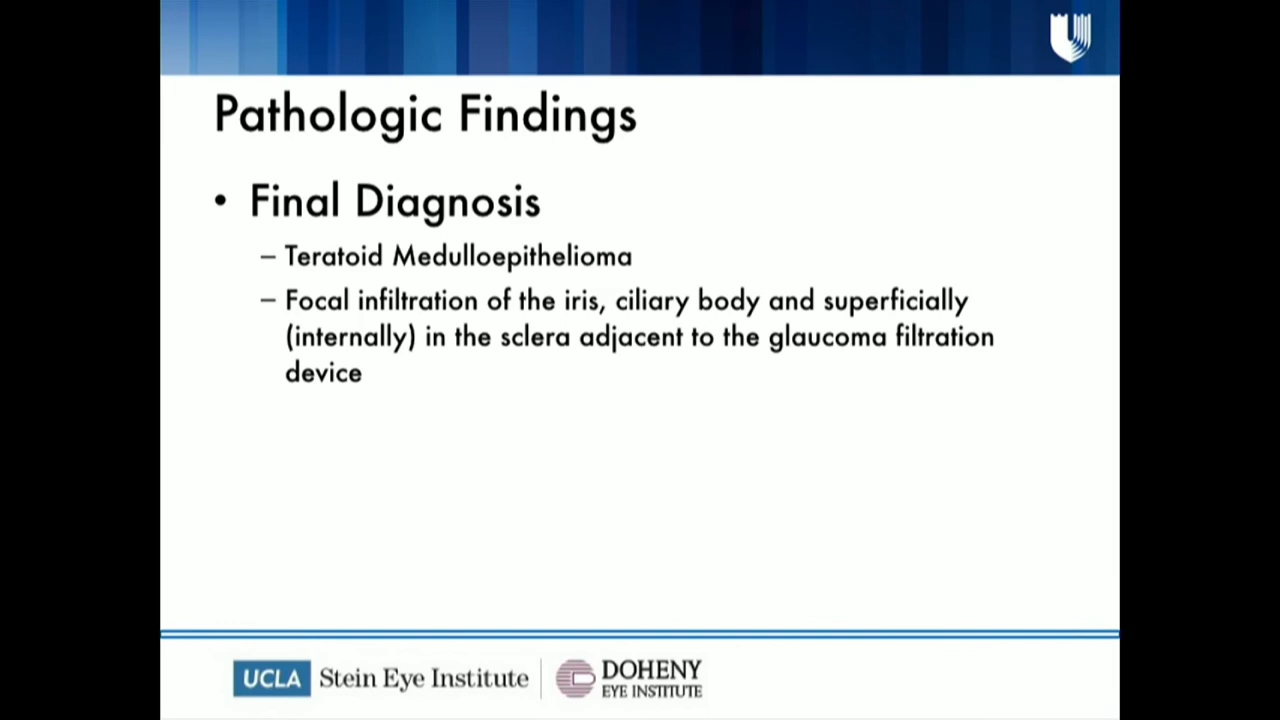 Pathologic Findings
• Final Diagnosis
– Teratoid Medulloepithelioma
– Focal infiltration of the iris, ciliary body and superficially
(internally) in the sclera adjacent to the glaucoma filtration
device
UCLA Stein Eye Institute
DOHENY
EYE INSTITUTE